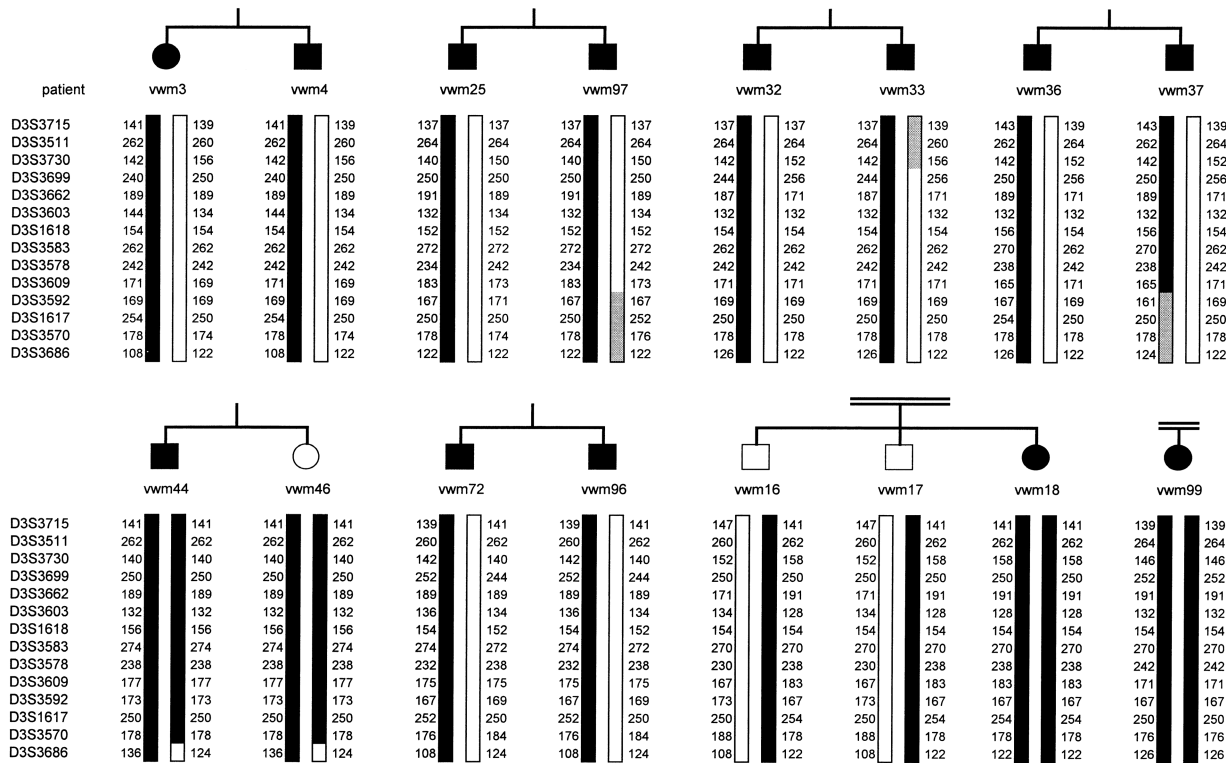 patient vwm3 vwm4 vwm25 vwm97 vwm32 vwm33 vwm36 vwm37
D3S3715 141 139 141 139 137 137 137 137 137 137 137 139 143 139 143 139
D3S3511 262 260 262 260 264 264 264 264 264 264 264 260 262 264 262 264
D3S3730 142 156 142 156 140 150 140 150 142 152 142 156 142 152 142 152
D3S3699 240 250 240 250 250 250 250 250 244 256 244 256 250 256 250 256
D3S3662 189 189 189 189 191 189 191 189 187 171 187 171 189 171 189 171
D3S3603 144 134 144 134 132 134 132 134 132 132 132 132 132 132 132 132
D3S1618 154 154 154 154 152 152 152 152 154 154 154 154 156 154 156 154
D3S3583 262 262 262 262 272 272 272 272 262 262 262 262 270 262 270 262
D3S3578 242 242 242 242 234 242 234 242 242 242 242 242 238 242 238 242
D3S3609 171 169 171 169 183 173 183 173 171 171 171 171 165 171 165 171
D3S3592 169 169 169 169 167 171 167 167 169 169 169 169 167 169 161 169
D3S1617 254 250 254 250 250 250 250 252 250 250 250 250 254 250 250 250
D3S3570 178 174 178 174 178 174 178 176 178 178 178 178 178 178 178 178
D3S3686 108 122 108 122 122 122 122 122 126 122 126 122 126 122 124 122
vwm44 vwm46 vwm72 vwm96 vwm16 vwm17 vwm18 vwm99
D3S3715 141 141 141 141 139 141 139 141 147 141 147 141 141 141 139 139
D3S3511 262 262 262 262 260 262 260 262 260 262 260 262 262 262 264 264
D3S3730 140 140 140 140 142 140 142 140 152 158 152 158 158 158 146 146
D3S3699 250 250 250 250 252 244 252 244 250 250 250 250 250 250 252 252
D3S3662 189 189 189 189 189 189 189 189 171 191 171 191 191 191 191 191
D3S3603 132 132 132 132 136 134 136 134 134 128 134 128 128 128 132 132
D3S1618 156 156 156 156 154 152 154 152 154 154 154 154 154 154 154 154
D3S3583 274 274 274 274 274 272 274 272 270 270 270 270 270 270 270 270
D3S3578 238 238 238 238 232 238 232 238 230 238 230 238 238 238 242 242
D3S3609 177 177 177 177 175 175 175 175 167 183 167 183 183 183 171 171
D3S3592 173 173 173 173 167 169 167 169 173 167 173 167 167 167 167 167
D3S1617 250 250 250 250 252 250 252 250 250 254 250 254 254 254 250 250
D3S3570 178 178 178 178 176 184 176 184 188 178 188 178 178 178 176 176
D3S3686 136 124 136 124 108 124 108 124 108 122 108 122 122 122 126 126